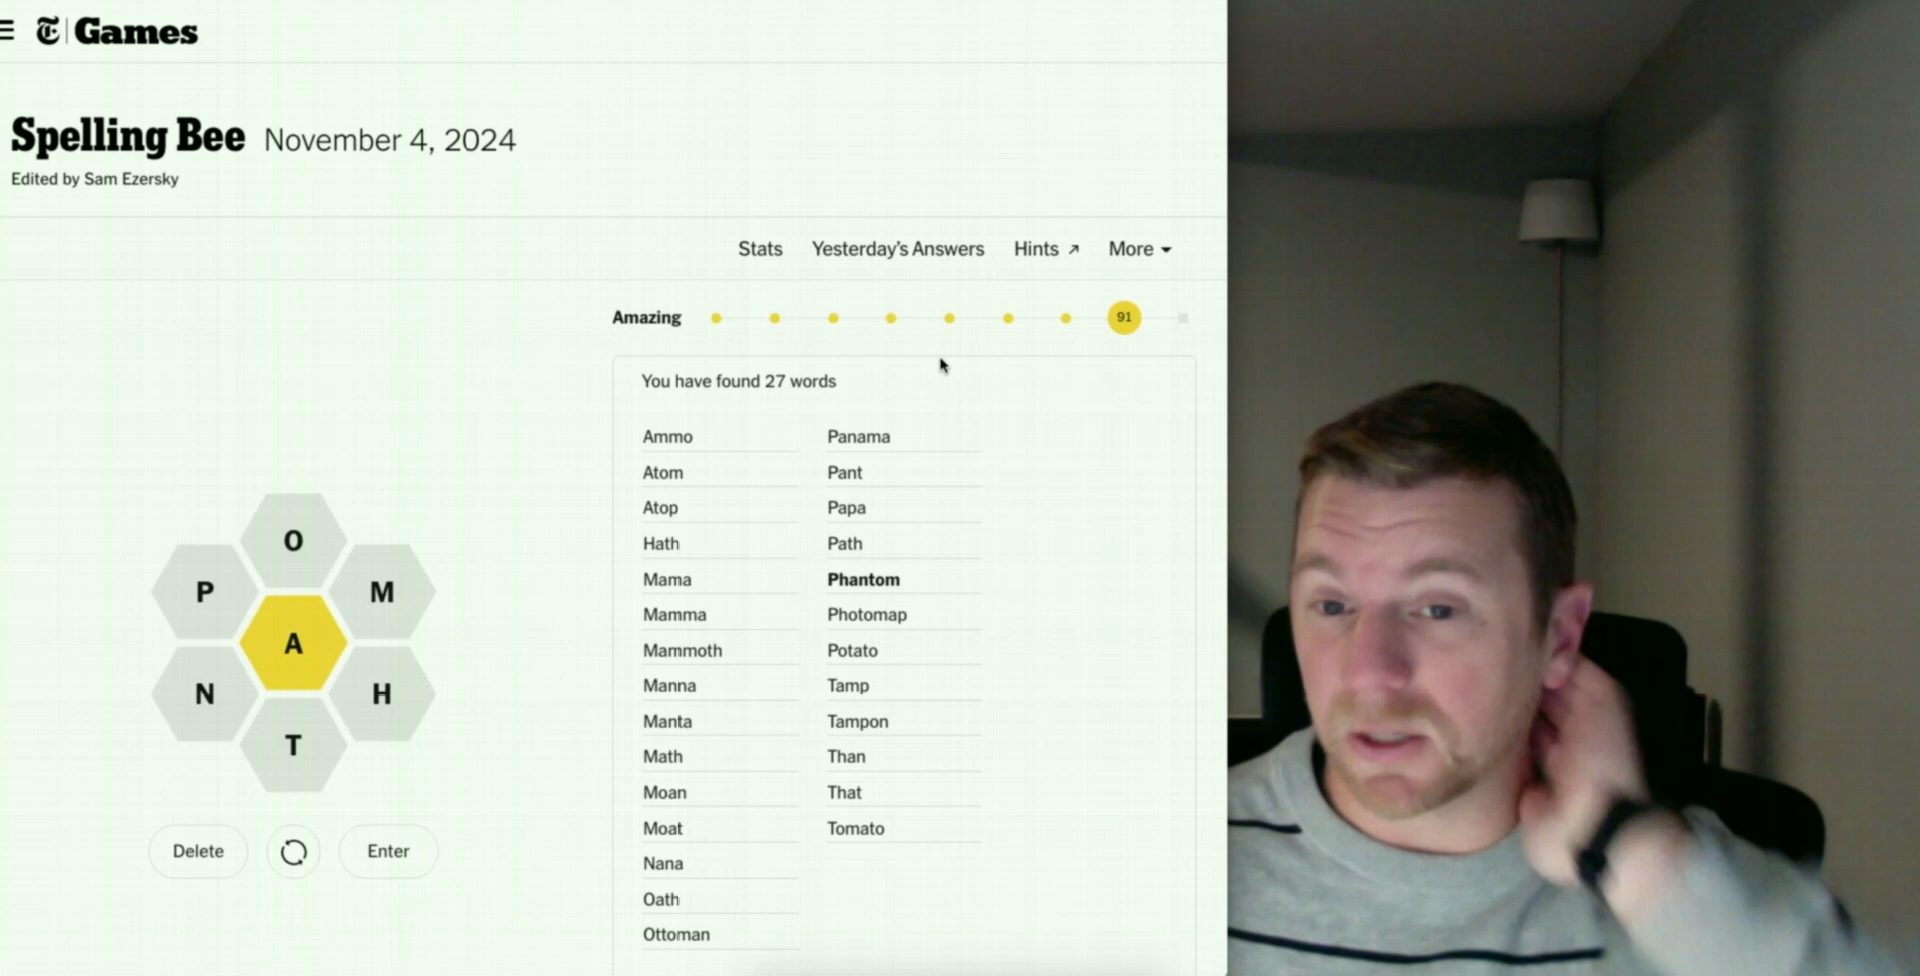 T Games
Spelling Bee November 4, 2024
Edited by Sam Ezersky
Stats Yesterday's Answers Hints ↗ More
Amazing 91
You have found 27 words
Ammo
Atom
Atop
Hath
Mama
Mamma
Mammoth
Manna
Manta
Math
Moan
Moat
Nana
Oath
Ottoman
Panama
Pant
Papa
Path
Phantom
Photomap
Potato
Tamp
Tampon
Than
That
Tomato
O
P M
A
N H
T
Delete Enter